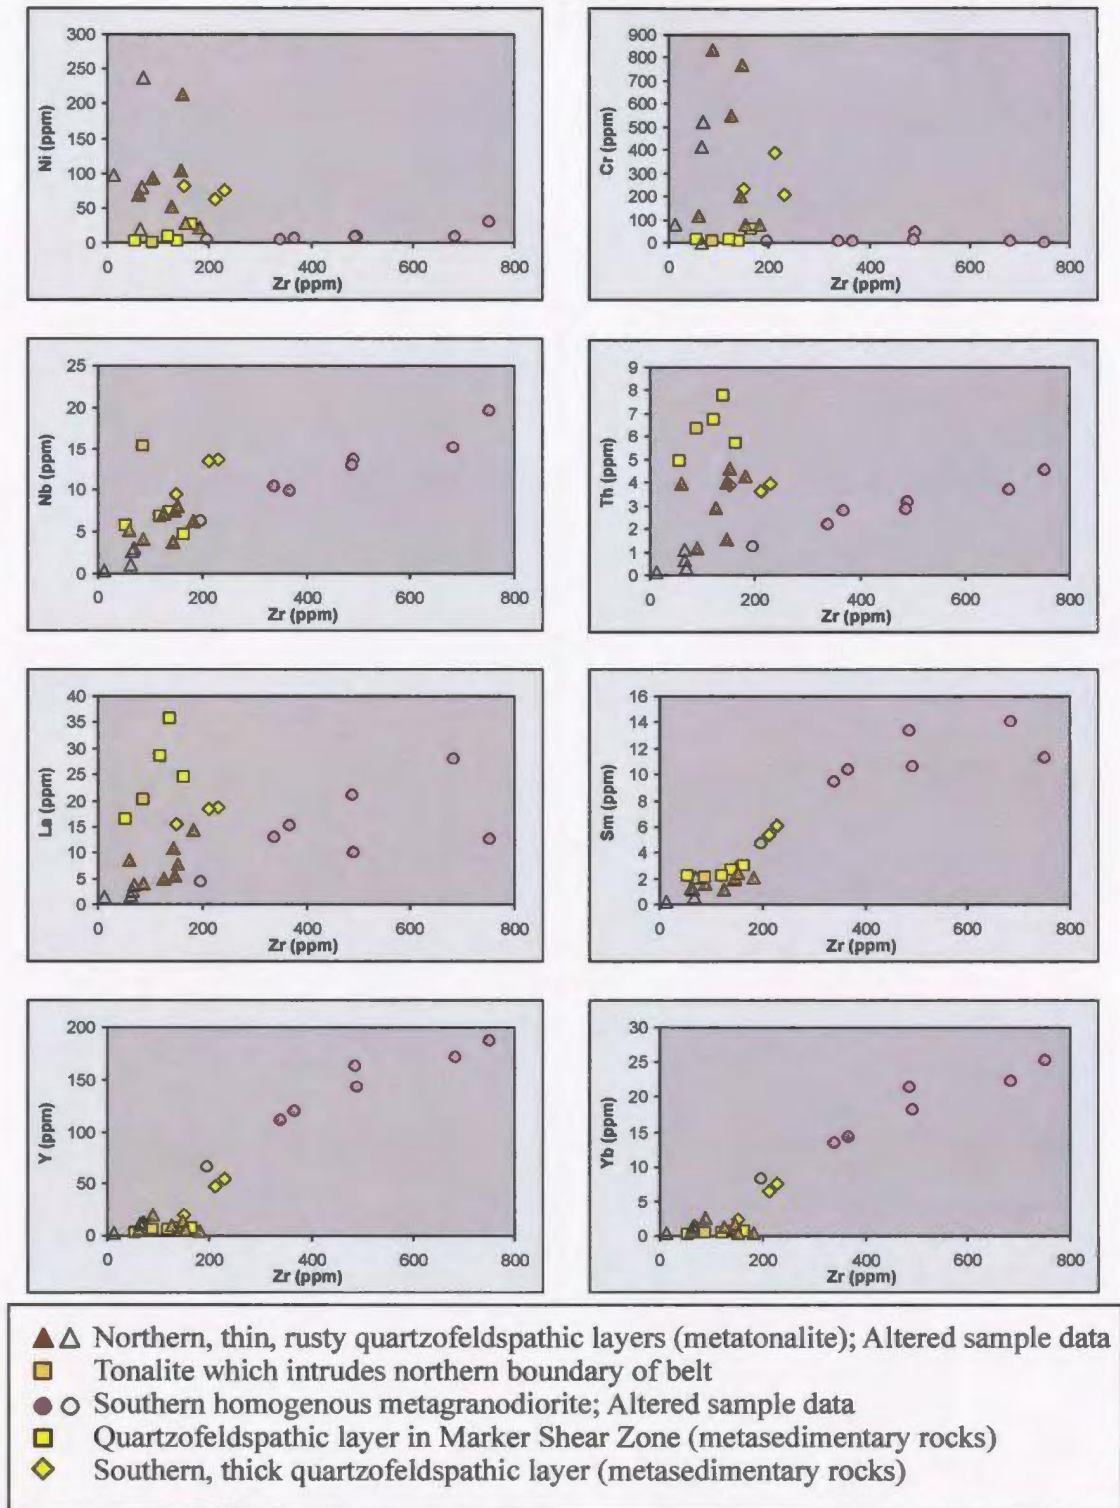 300
250
200
150
100
50
0
Ni (ppm)
0 200 400 600 800
Zr (ppm)
900
800
700
600
500
400
300
200
100
0
Cr (ppm)
0 200 400 600 800
Zr (ppm)
25
20
15
10
5
0
Nb (ppm)
0 200 400 600 800
Zr (ppm)
9
8
7
6
5
4
3
2
1
0
Th (ppm)
0 200 400 600 800
Zr (ppm)
40
35
30
25
20
15
10
5
0
La (ppm)
0 200 400 600 800
Zr (ppm)
16
14
12
10
8
6
4
2
0
Sm (ppm)
0 200 400 600 800
Zr (ppm)
200
150
100
50
0
Y (ppm)
0 200 400 600 800
Zr (ppm)
30
25
20
15
10
5
0
Yb (ppm)
0 200 400 600 800
Zr (ppm)
Northern, thin, rusty quartzofeldspathic layers (metatonalite); Altered sample data
Tonalite which intrudes northern boundary of belt
Southern homogenous metagranodiorite; Altered sample data
Quartzofeldspathic layer in Marker Shear Zone (metasedimentary rocks)
Southern, thick quartzofeldspathic layer (metasedimentary rocks)